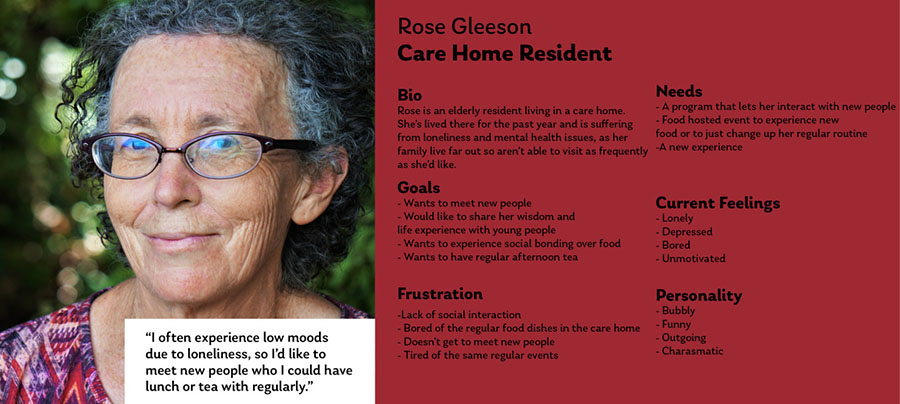 Rose Gleeson
Care Home Resident
Bio
Rose is an elderly resident living in a care home.
She's lived there for the past year and is suffering
from loneliness and mental health issues, as her
family live far out so aren't able to visit as frequently
as she'd like.
Goals
- Wants to meet new people
- Would like to share her wisdom and
life experience with young people
- Wants to experience social bonding over food
- Wants to have regular afternoon tea
Frustration
-Lack of social interaction
- Bored of the regular food dishes in the care home
- Doesn't get to meet new people
- Tired of the same regular events
Needs
- A program that lets her interact with new people
- Food hosted event to experience new
food or to just change up her regular routine
-A new experience
Current Feelings
- Lonely
- Depressed
- Bored
- Unmotivated
Personality
- Bubbly
- Funny
- Outgoing
- Charasmatic
“I often experience low moods
due to loneliness, so I’d like to
meet new people who I could have
lunch or tea with regularly.”